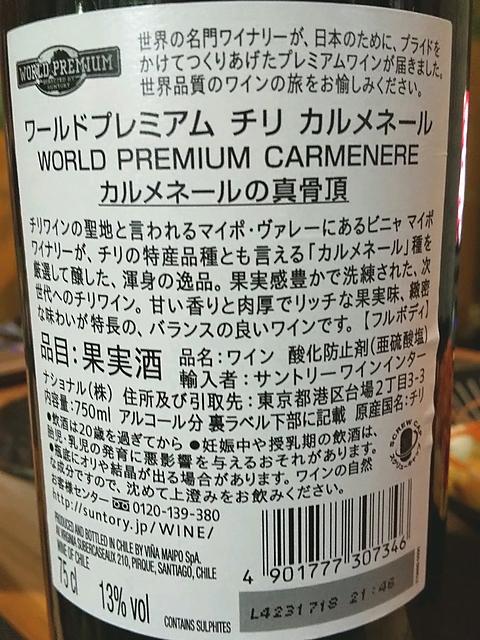 世界の名門ワイナリーが、日本のために、プライドを
かけてつくりあげたプレミアムワインが届きました。
世界品質のワインの旅をお愉しみください。
WORLD PREMIUM
SELECTED BY
SUNTORY
ワールドプレミアム チリ カルメネール
WORLD PREMIUM CARMENERE
カルメネールの真骨頂
チリワインの聖地と言われるマイポ・ヴァレーにあるビニャ マイポ
ワイナリーが、チリの特産品種とも言える「カルメネール」種を
厳選して醸した、渾身の逸品。果実感豊かで洗練された、次
世代へのチリワイン。甘い香りと肉厚でリッチな果実味、緻密
な味わいが特長の、バランスの良いワインです。【フルボディ】
品目:果実酒 品名:ワイン 酸化防止剤(亜硫酸塩)
輸入者:サントリーワインインター
ナショナル(株) 住所及び引取先:東京都港区台場2丁目3-3
内容量:750ml アルコール分 裏ラベル下部に記載 原産国名:チリ
●飲酒は20歳を過ぎてから ●妊娠中や授乳期の飲酒は、
胎児・乳児の発育に悪影響を与えるおそれがあります。
●瓶底にオリや結晶が出る場合があります。ワインの自然
な成分ですので、沈めて上澄みをお飲みください。
お客様センター 0120-139-380
http://suntory.jp/WINE/
SCREW CAP
スクリューキャップ
PRODUCED AND BOTTLED IN CHILE BY VIÑA MAIPO SpA.
AV. VIRGINIA SUBERCASEAUX 210, PIRQUE, SANTIAGO, CHILE
WINE OF CHILE
75 cl 13% vol CONTAINS SULPHITES
4 901777 307346
L4231718 21:46